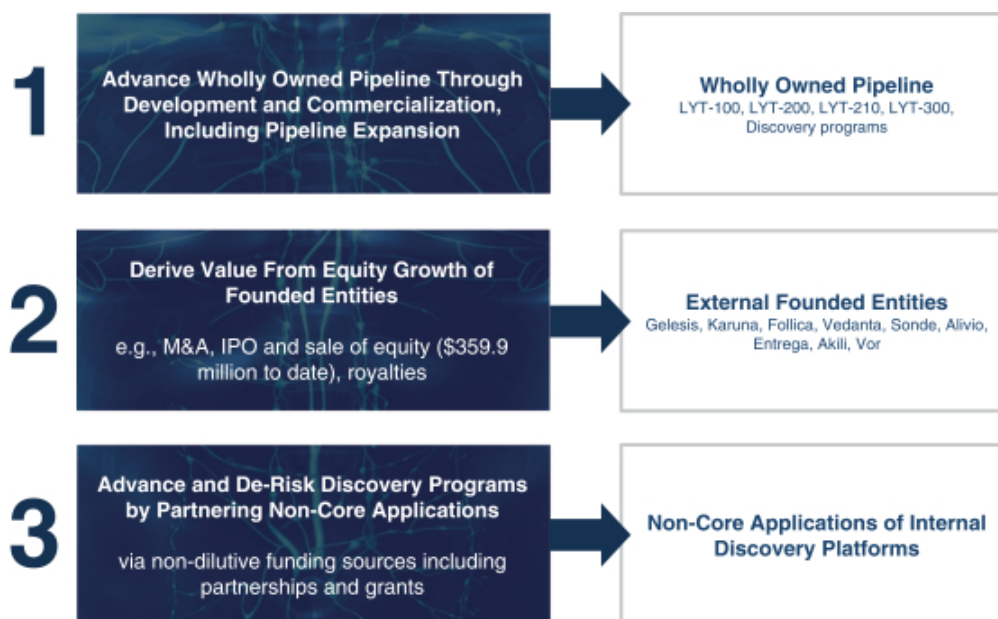 1
Advance Wholly Owned Pipeline Through
Development and Commercialization,
Including Pipeline Expansion
Wholly Owned Pipeline
LYT-100, LYT-200, LYT-210, LYT-300,
Discovery programs
2
Derive Value From Equity Growth of
Founded Entities
e.g., M&A, IPO and sale of equity ($359.9
million to date), royalties
External Founded Entities
Gelesis, Karuna, Follica, Vedanta, Sonde, Alivio,
Entrega, Akili, Vor
3
Advance and De-Risk Discovery Programs
by Partnering Non-Core Applications
via non-dilutive funding sources including
partnerships and grants
Non-Core Applications of Internal
Discovery Platforms